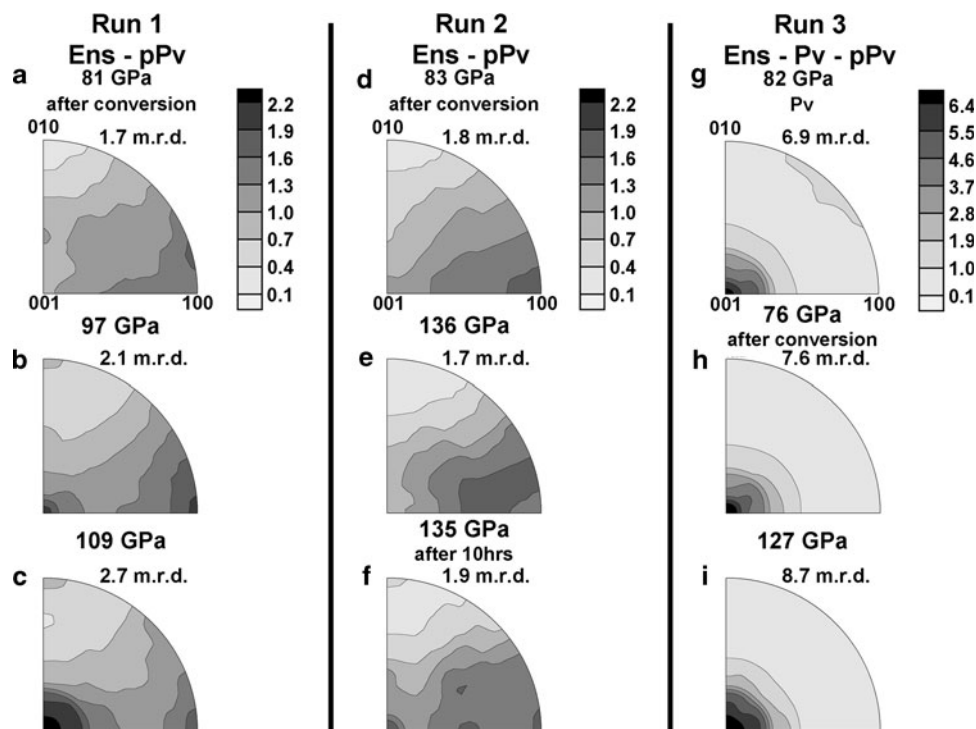 Run 1
Ens - pPv
a
81 GPa
after conversion
1.7 m.r.d.
010
001
100
2.2
1.9
1.6
1.3
1.0
0.7
0.4
0.1
b
97 GPa
2.1 m.r.d.
c
109 GPa
2.7 m.r.d.
Run 2
Ens - pPv
d
83 GPa
after conversion
1.8 m.r.d.
010
001
100
2.2
1.9
1.6
1.3
1.0
0.7
0.4
0.1
e
136 GPa
1.7 m.r.d.
f
135 GPa
after 10hrs
1.9 m.r.d.
Run 3
Ens - Pv - pPv
g
82 GPa
Pv
6.9 m.r.d.
010
001
100
6.4
5.5
4.6
3.7
2.8
1.9
1.0
0.1
h
76 GPa
after conversion
7.6 m.r.d.
i
127 GPa
8.7 m.r.d.